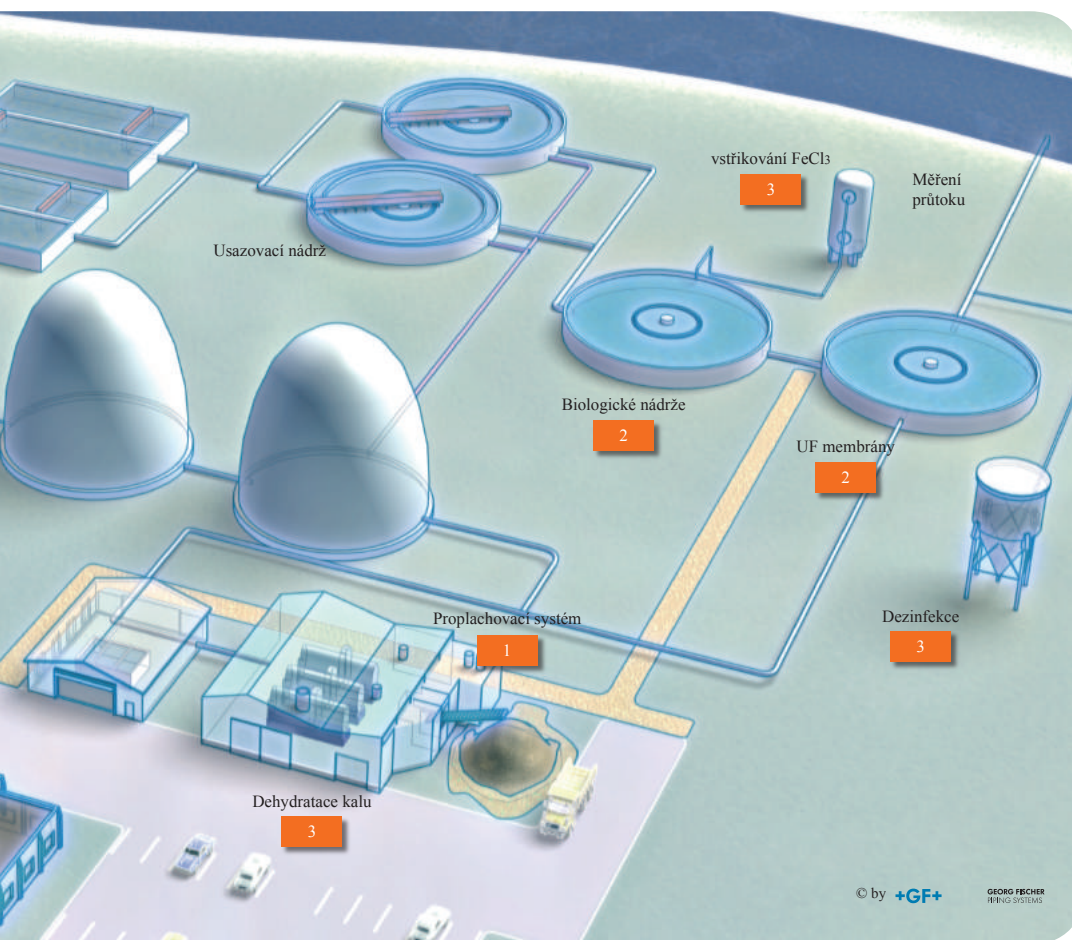 vstřikování FeCl3
3
Měření
průtoku
Usazovací nádrž
Biologické nádrže
2
UF membrány
2
Proplachovací systém
1
Dezinfekce
3
Dehydratace kalu
3
© by +GF+
GEORG FISCHER
PIPING SYSTEMS